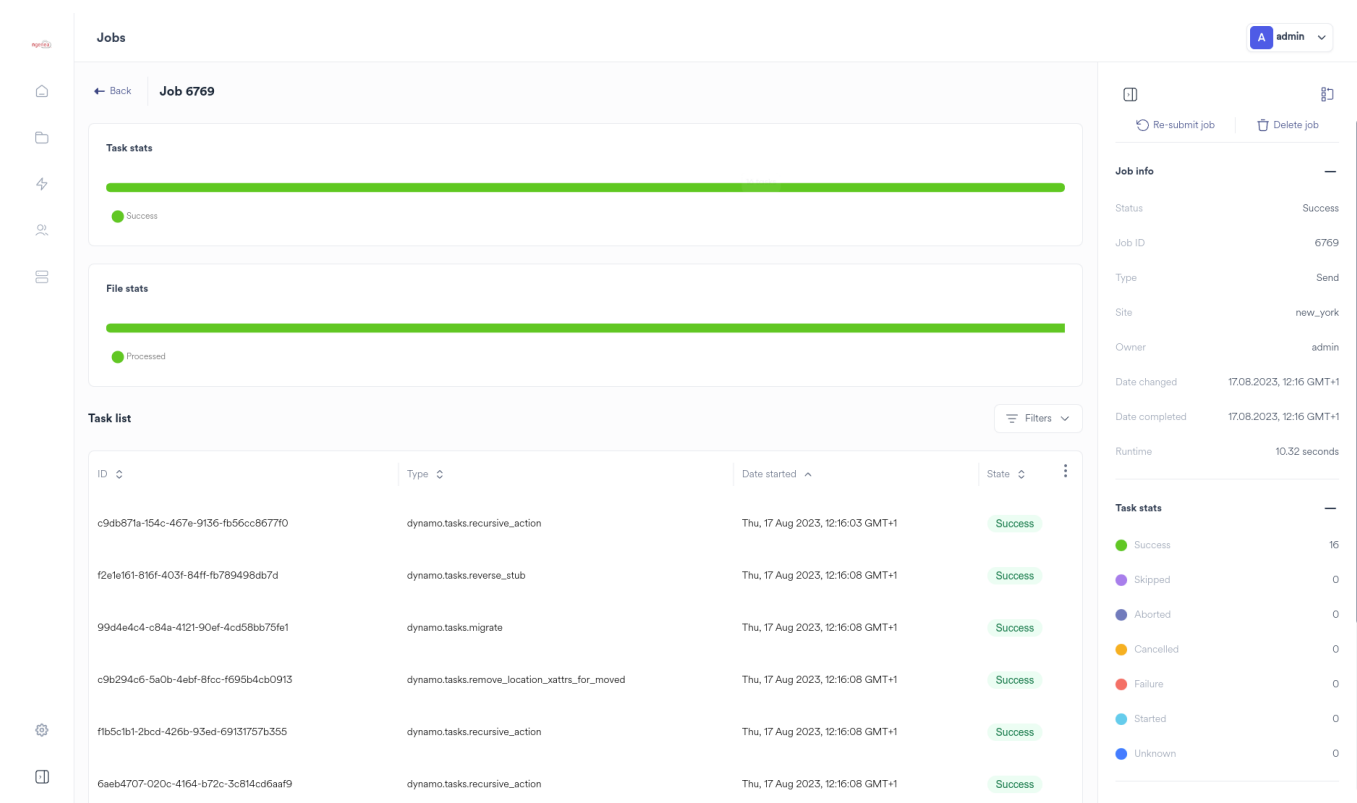 Jobs
A admin
Back Job 6769
Re-submit job Delete job
Task stats
Success
File stats
Processed
Task list
Filters
ID Type Date started State
c9db871a-154c-467e-9136-fb56cc8677f0 dynamo.tasks.recursive_action Thu, 17 Aug 2023, 12:16:03 GMT+1 Success
f2e1e161-816f-403f-84ff-fb789498db7d dynamo.tasks.reverse_stub Thu, 17 Aug 2023, 12:16:08 GMT+1 Success
99d4e4c4-c84a-4121-90ef-4cd58bb75fe1 dynamo.tasks.migrate Thu, 17 Aug 2023, 12:16:08 GMT+1 Success
c9b294c6-5a0b-4ebf-8fcc-f695b4cb0913 dynamo.tasks.remove_location_xattrs_for_moved Thu, 17 Aug 2023, 12:16:08 GMT+1 Success
f1b5c1b1-2bcd-426b-93ed-69131757b355 dynamo.tasks.recursive_action Thu, 17 Aug 2023, 12:16:08 GMT+1 Success
6aeb4707-020c-4164-b72c-3c814cd6aaf9 dynamo.tasks.recursive_action Thu, 17 Aug 2023, 12:16:08 GMT+1 Success
Job info
Status Success
Job ID 6769
Type Send
Site new_york
Owner admin
Date changed 17.08.2023, 12:16 GMT+1
Date completed 17.08.2023, 12:16 GMT+1
Runtime 10.32 seconds
Task stats
Success 16
Skipped 0
Aborted 0
Cancelled 0
Failure 0
Started 0
Unknown 0